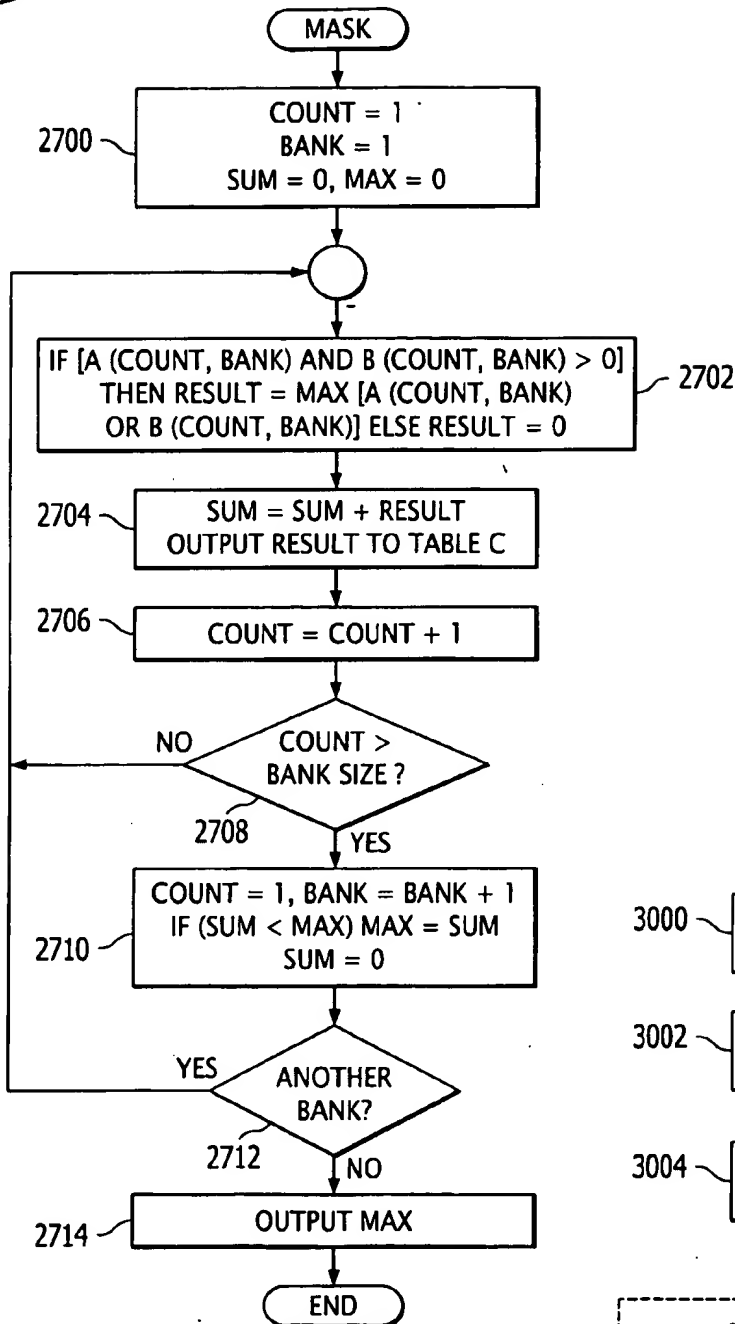 MASK
2700
COUNT = 1
BANK = 1
SUM = 0, MAX = 0
IF [A (COUNT, BANK) AND B (COUNT, BANK) > 0]
THEN RESULT = MAX [A (COUNT, BANK)
OR B (COUNT, BANK)] ELSE RESULT = 0
2702
2704
SUM = SUM + RESULT
OUTPUT RESULT TO TABLE C
2706
COUNT = COUNT + 1
NO
COUNT >
BANK SIZE ?
2708
YES
COUNT = 1, BANK = BANK + 1
IF (SUM < MAX) MAX = SUM
SUM = 0
2710
3000
3002
YES
ANOTHER
BANK?
2712
NO
3004
2714
OUTPUT MAX
END